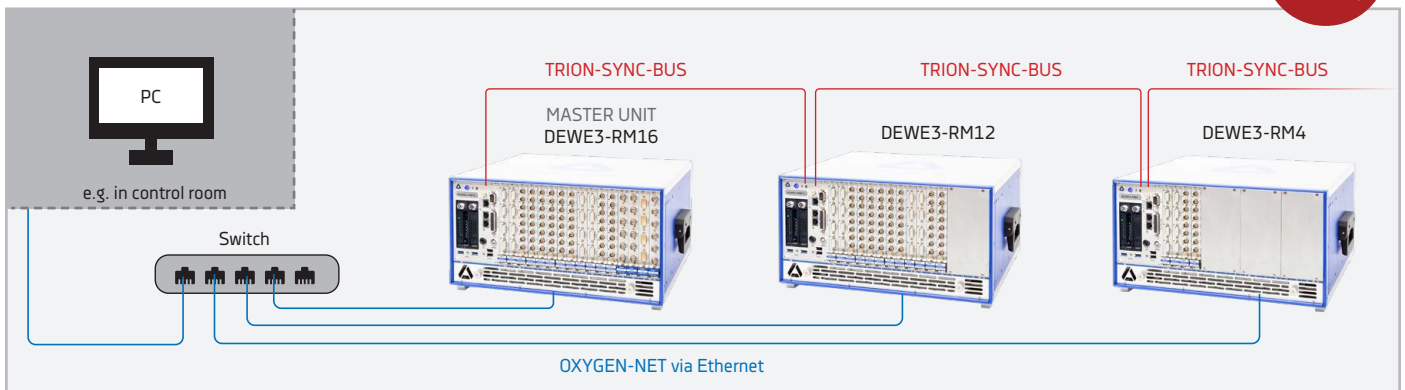 PC
e.g. in control room
Switch
TRION-SYNC-BUS
TRION-SYNC-BUS
TRION-SYNC-BUS
MASTER UNIT
DEWE3-RM16
DEWE3-RM12
DEWE3-RM4
OXYGEN-NET via Ethernet